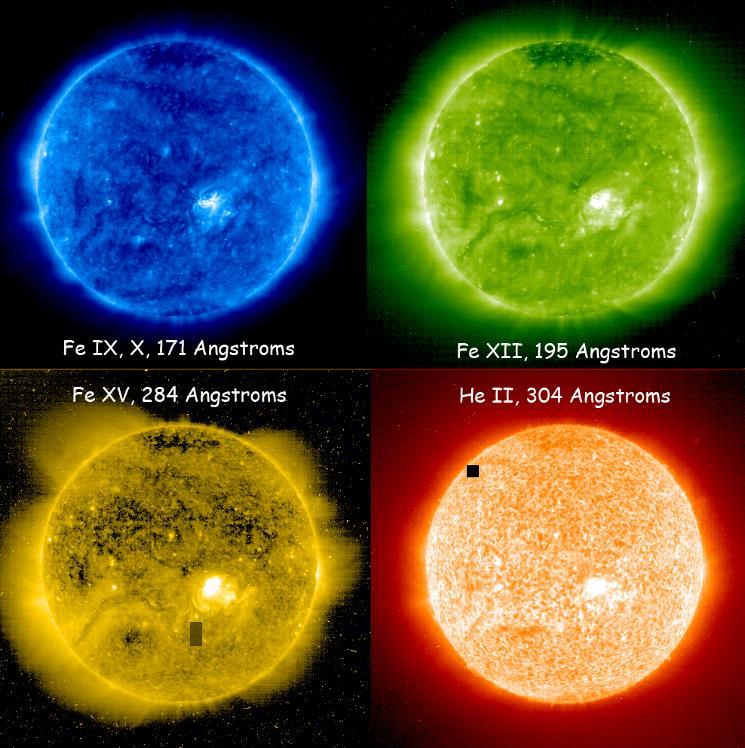 Fe IX, X, 171 Angstroms
Fe XII, 195 Angstroms
Fe XV, 284 Angstroms
He II, 304 Angstroms